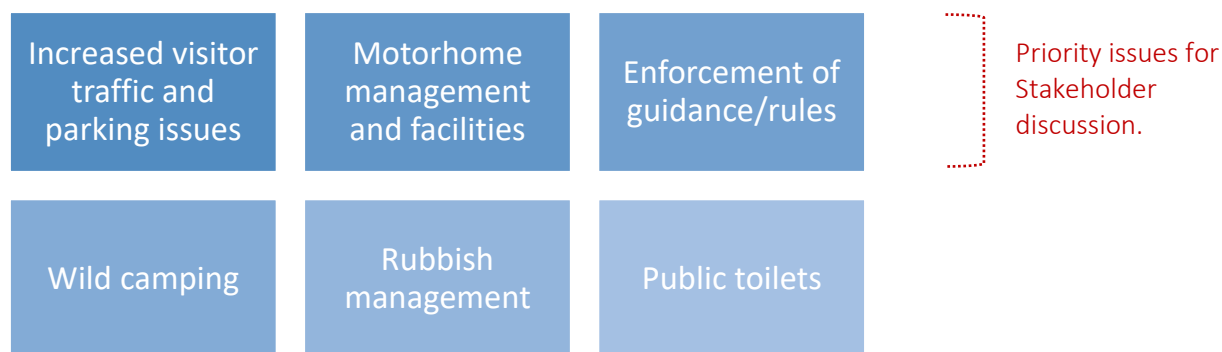 Increased visitor
traffic and
parking issues
Motorhome
management
and facilities
Enforcement of
guidance/rules
Priority issues for
Stakeholder
discussion.
Wild camping
Rubbish
management
Public toilets